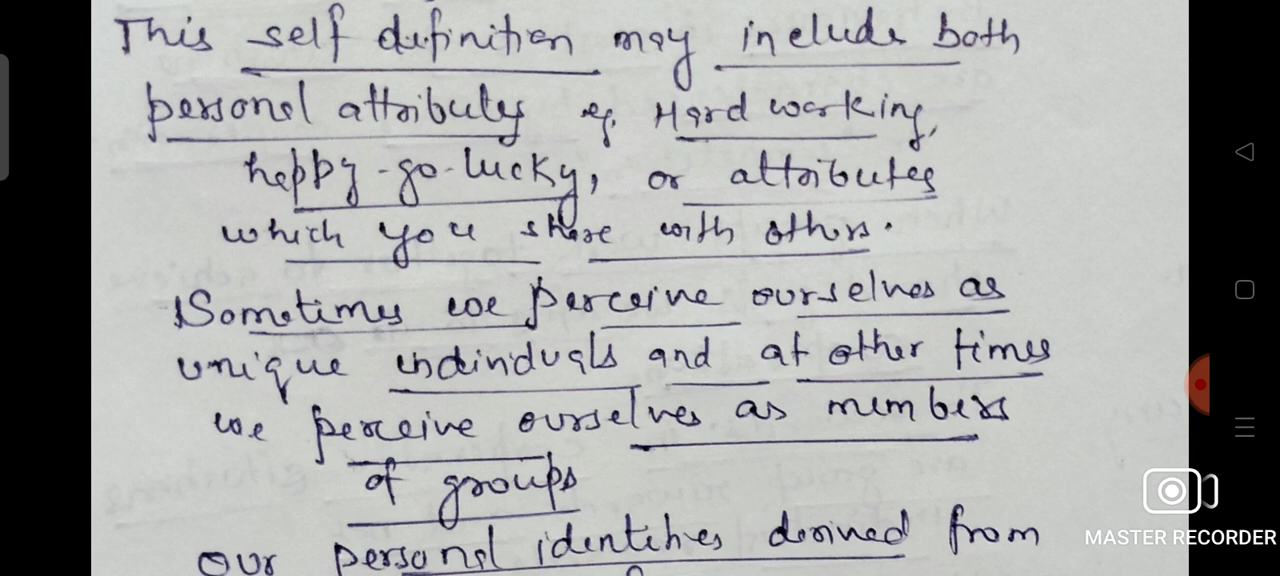 This self definition may include both
personal attributes eg. Hard working,
happy-go-lucky, or attributes
which you share with others.
Sometimes we perceive ourselves as
unique individuals and at other times
we perceive ourselves as members
of groups
Our personal identities derived from
MASTER RECORDER